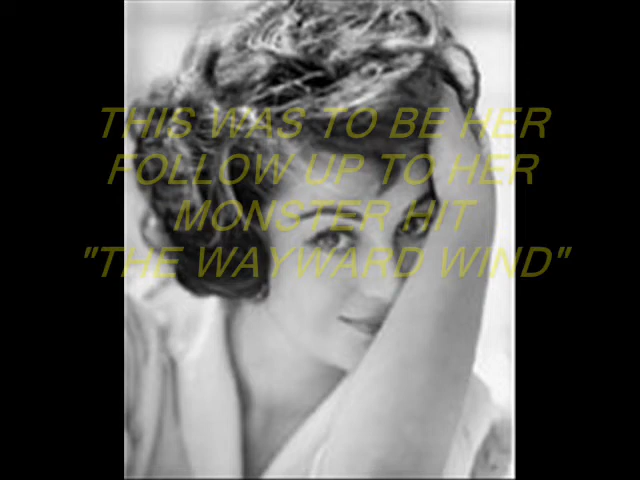 THIS WAS TO BE HER
FOLLOW UP TO HER
MONSTER HIT
"THE WAYWARD WIND"